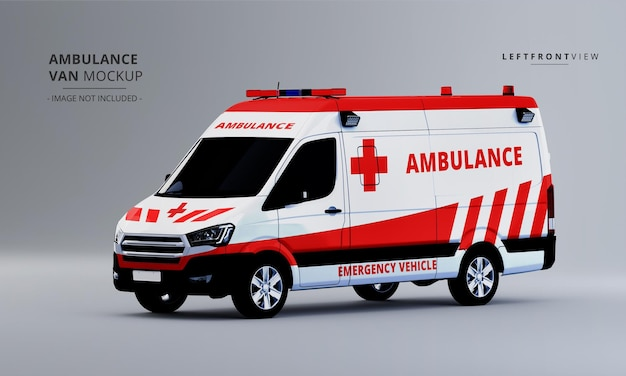 AMBULANCE
VAN MOCKUP
- IMAGE NOT INCLUDED -
LEFTFRONTVIEW
AMBULANCE
AMBULANCE
EMERGENCY VEHICLE